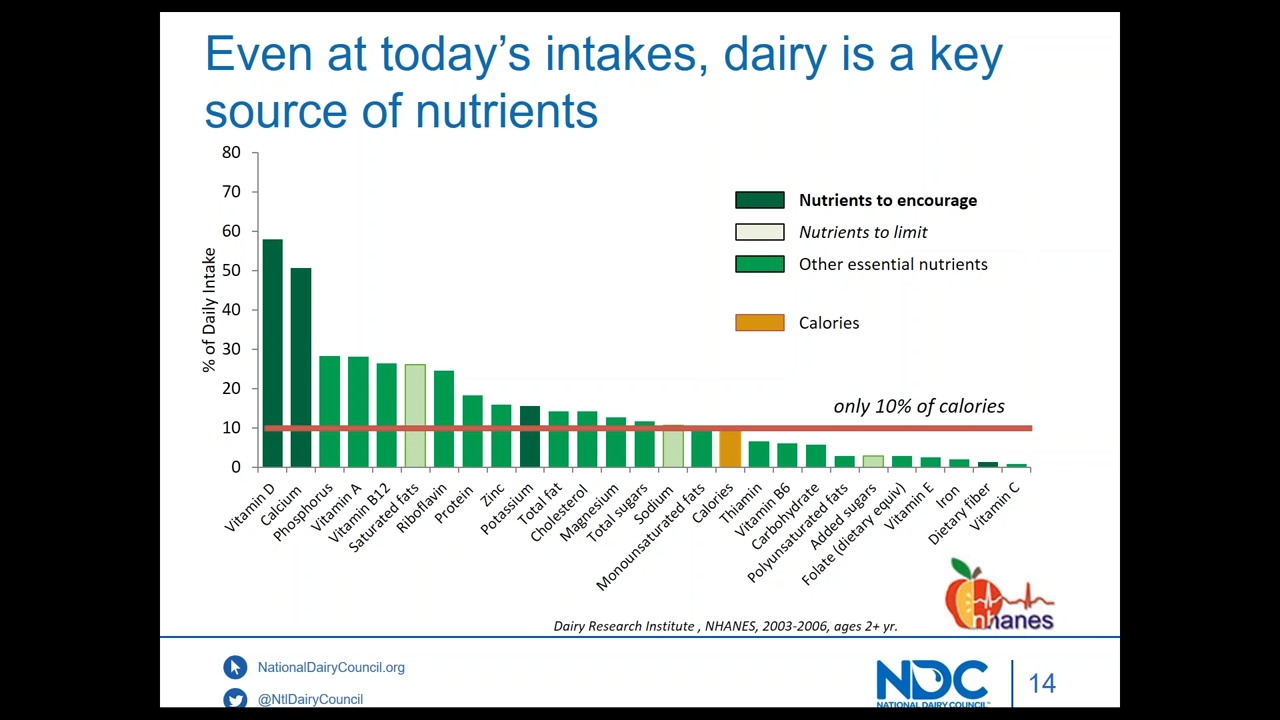 Even at today's intakes, dairy is a key
source of nutrients
80
70
60
50
40
30
20
10
0
% of Daily Intake
Nutrients to encourage
Nutrients to limit
Other essential nutrients
Calories
only 10% of calories
Vitamin D
Calcium
Phosphorus
Vitamin A
Vitamin B12
Saturated fats
Riboflavin
Protein
Zinc
Potassium
Total fat
Cholesterol
Magnesium
Total sugars
Sodium
Monounsaturated fats
Calories
Thiamin
Vitamin B6
Carbohydrate
Polyunsaturated fats
Added sugars
Folate (dietary equiv)
Vitamin E
Iron
Dietary fiber
Vitamin C
nhanes
Dairy Research Institute , NHANES, 2003-2006, ages 2+ yr.
NationalDairyCouncil.org
@NtlDairyCouncil
NDC
NATIONAL DAIRY COUNCIL
14